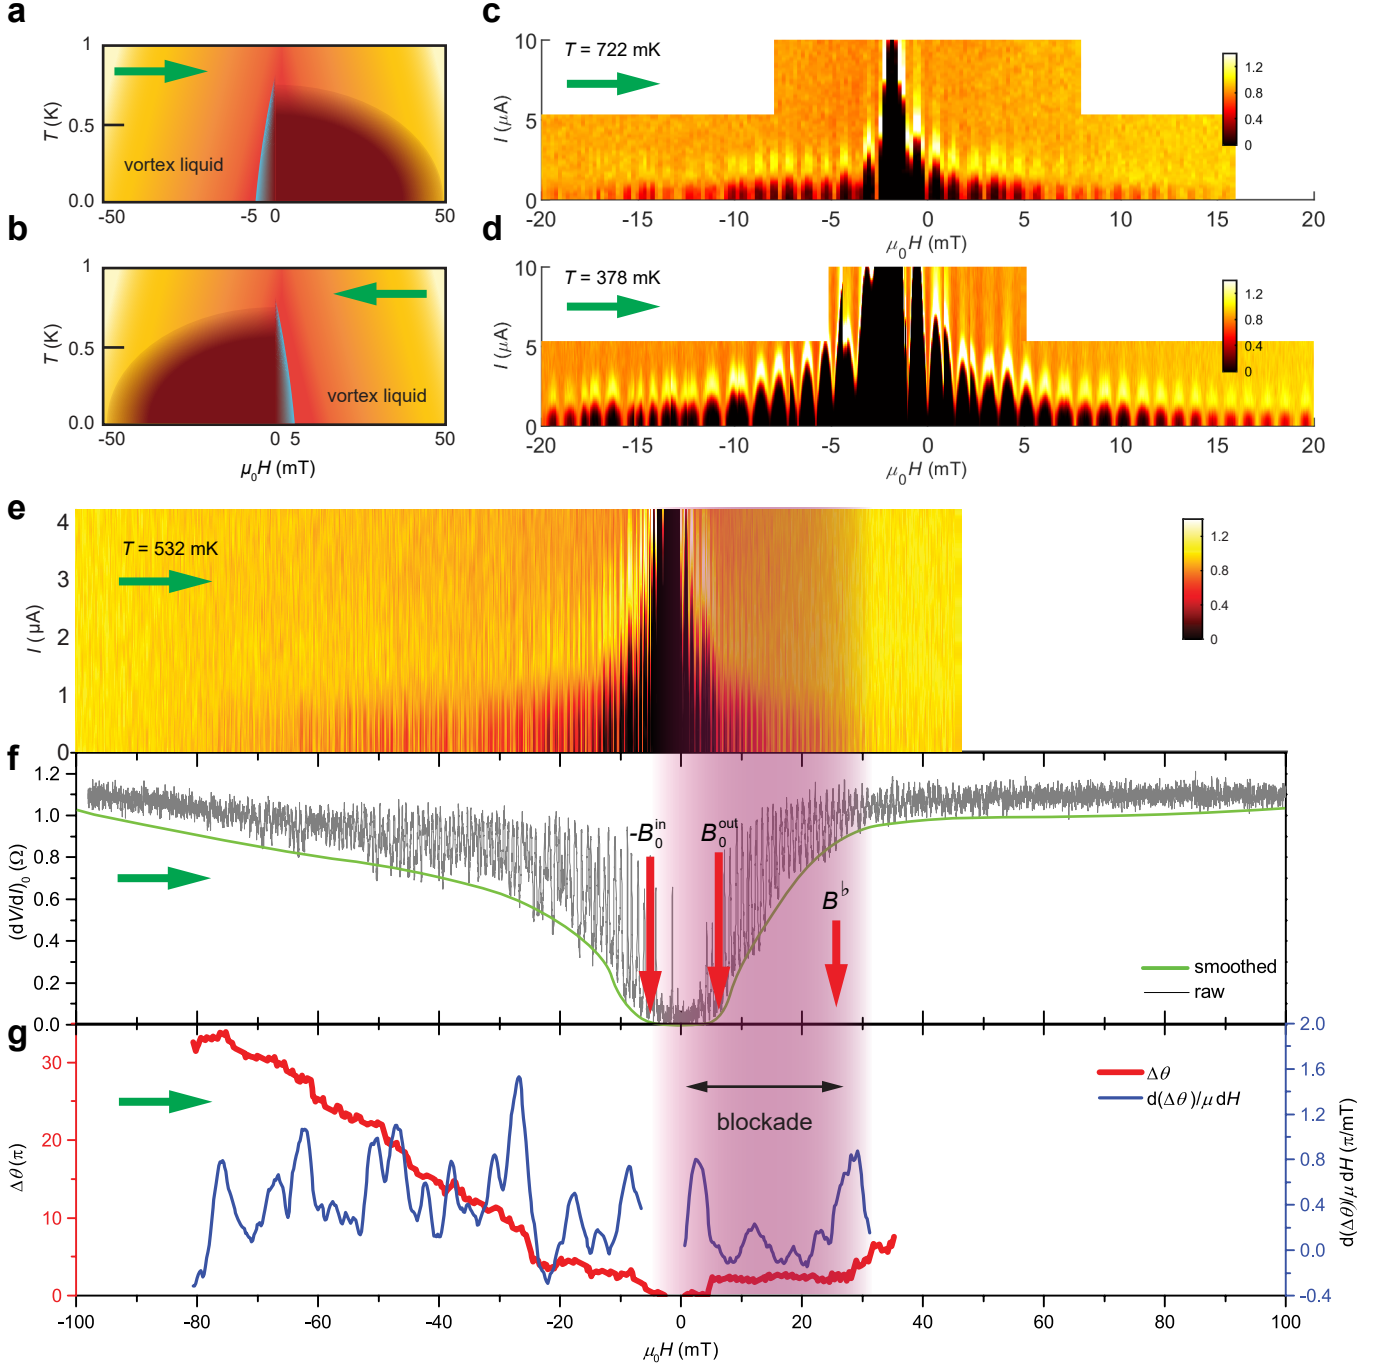 a
1
0.5
0.0
T (K)
vortex liquid
-50
-5
0
50
b
1
0.5
0.0
T (K)
vortex liquid
-50
0
5
50
μ0H (mT)
c
T = 722 mK
10
5
0
I (μA)
1.2
0.8
0.4
0
-20
-15
-10
-5
0
5
10
15
20
μ0H (mT)
d
T = 378 mK
10
5
0
I (μA)
1.2
0.8
0.4
0
-20
-15
-10
-5
0
5
10
15
20
μ0H (mT)
e
T = 532 mK
4
3
2
1
0
I (μA)
1.2
0.8
0.4
0
f
1.2
1.0
0.8
0.6
0.4
0.2
0.0
(dV/dI)0 (Ω)
-B0in
B0out
B♭
smoothed
raw
g
30
20
10
0
Δθ (π)
blockade
Δθ
d(Δθ)/μ dH
2.0
1.6
1.2
0.8
0.4
0.0
-0.4
d(Δθ)/μ dH (π/mT)
-100
-80
-60
-40
-20
0
20
40
60
80
100
μ0H (mT)